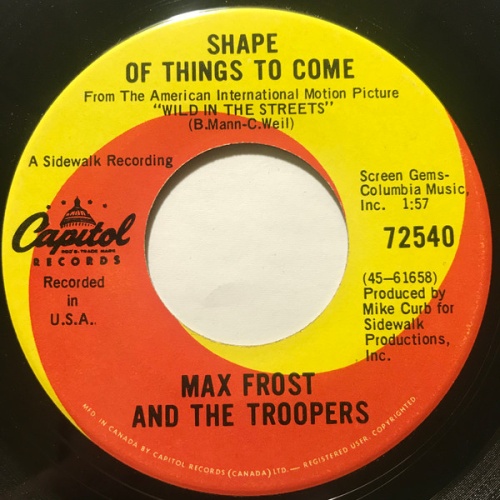 SHAPE
OF THINGS TO COME
From The American International Motion Picture
"WILD IN THE STREETS"
(B.Mann-C.Weil)
A Sidewalk Recording
Screen Gems-
Columbia Music,
Inc. 1:57
72540
Capitol
REG'D. TRADE MARK
RECORDS
Recorded
in
U.S.A.
(45-61658)
Produced by
Mike Curb for
Sidewalk
Productions,
Inc.
MAX FROST
AND THE TROOPERS
MFD. IN CANADA BY CAPITOL RECORDS (CANADA) LTD. — REGISTERED USER. COPYRIGHTED.